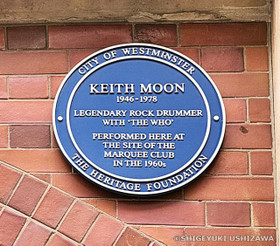 CITY OF WESTMINSTER
KEITH MOON
1946-1978
LEGENDARY ROCK DRUMMER
WITH 'THE WHO'
PERFORMED HERE AT
THE SITE OF THE
MARQUEE CLUB
IN THE 1960s
THE HERITAGE FOUNDATION
©SHIGEYUKI USHIZAWA